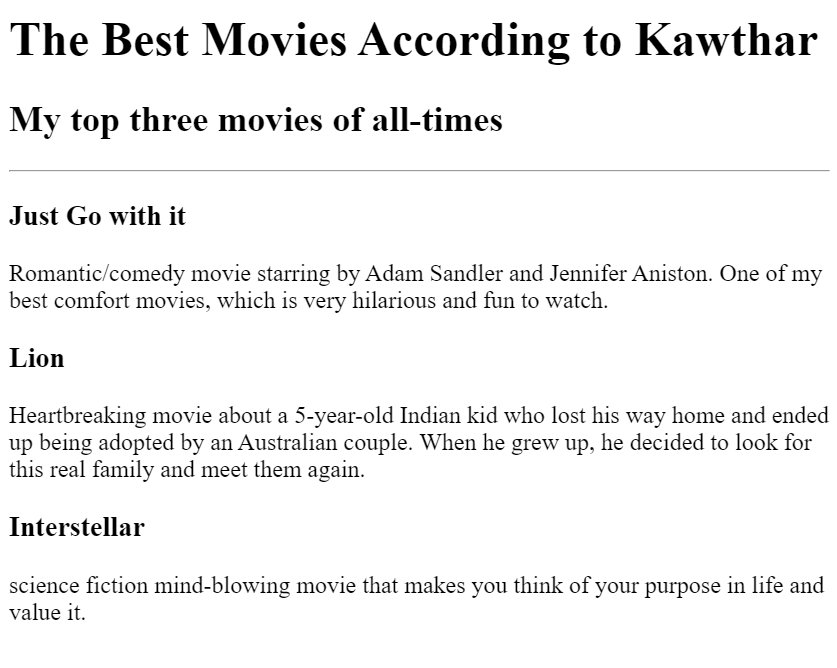 The Best Movies According to Kawthar
My top three movies of all-times
Just Go with it
Romantic/comedy movie starring by Adam Sandler and Jennifer Aniston. One of my
best comfort movies, which is very hilarious and fun to watch.
Lion
Heartbreaking movie about a 5-year-old Indian kid who lost his way home and ended
up being adopted by an Australian couple. When he grew up, he decided to look for
this real family and meet them again.
Interstellar
science fiction mind-blowing movie that makes you think of your purpose in life and
value it.